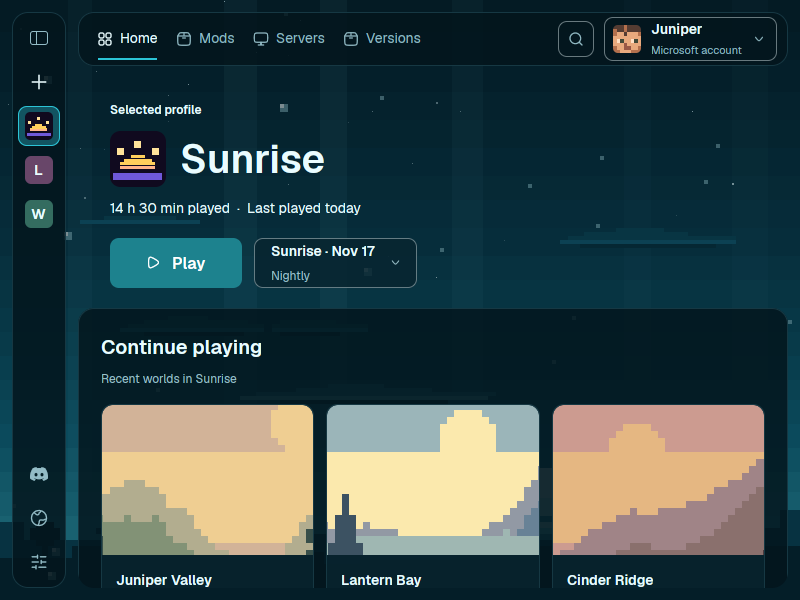 Home
Mods
Servers
Versions
Juniper
Microsoft account
L
W
Selected profile
Sunrise
14 h 30 min played · Last played today
Play
Sunrise · Nov 17
Nightly
Continue playing
Recent worlds in Sunrise
Juniper Valley
Lantern Bay
Cinder Ridge